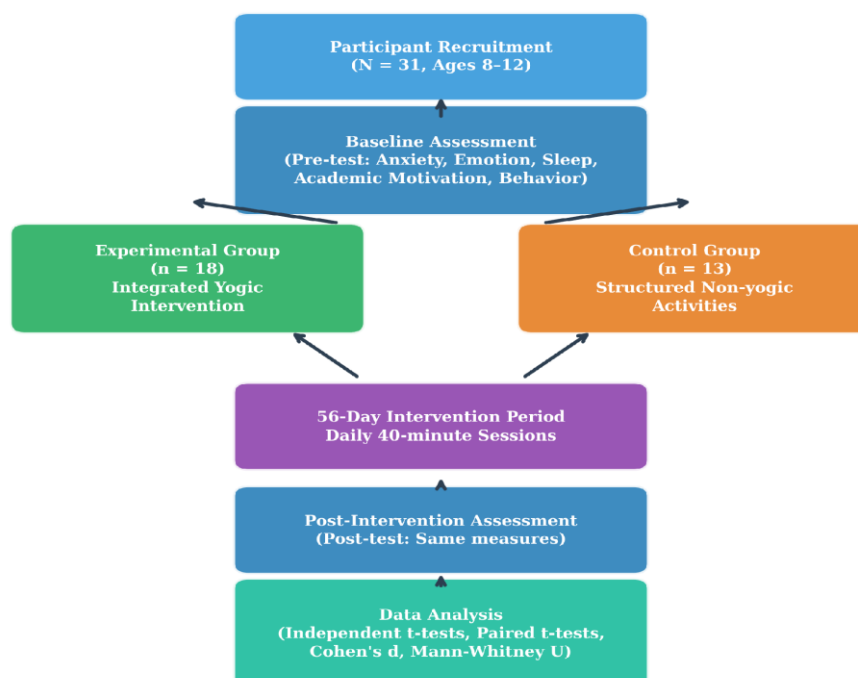 Participant Recruitment
(N = 31, Ages 8–12)
Baseline Assessment
(Pre-test: Anxiety, Emotion, Sleep,
Academic Motivation, Behavior)
Experimental Group
(n = 18)
Integrated Yogic
Intervention
Control Group
(n = 13)
Structured Non-yogic
Activities
56-Day Intervention Period
Daily 40-minute Sessions
Post-Intervention Assessment
(Post-test: Same measures)
Data Analysis
(Independent t-tests, Paired t-tests,
Cohen's d, Mann-Whitney U)